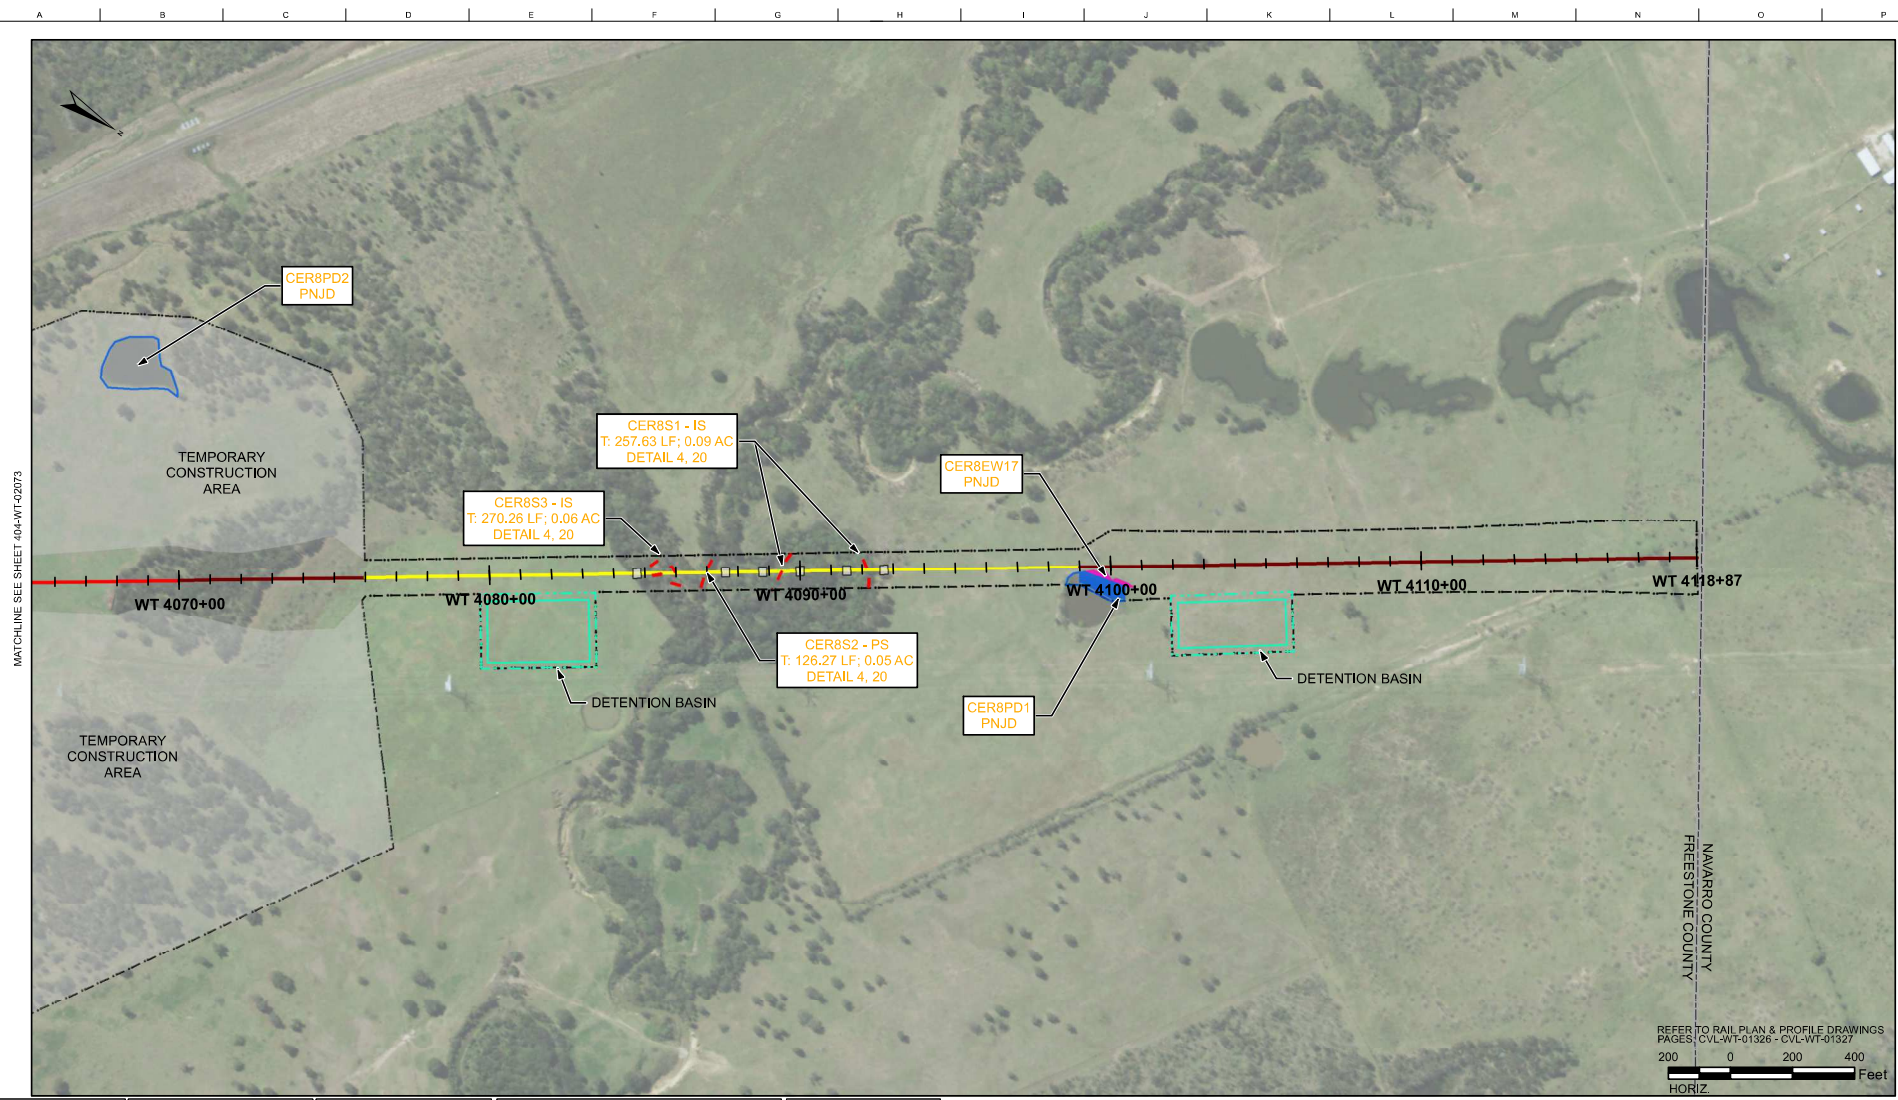 A B C D E F G H I J K L M N O P
N
CER8PD2
PNJD
TEMPORARY
CONSTRUCTION
AREA
MATCHLINE SEE SHEET 404-WT-02073
CER8S1 - IS
T: 257.63 LF; 0.09 AC
DETAIL 4, 20
CER8EW17
PNJD
CER8S3 - IS
T: 270.26 LF; 0.06 AC
DETAIL 4, 20
WT 4070+00
WT 4080+00
WT 4090+00
WT 4100+00
WT 4110+00
WT 4118+87
CER8S2 - PS
T: 126.27 LF; 0.05 AC
DETAIL 4, 20
DETENTION BASIN
DETENTION BASIN
CER8PD1
PNJD
TEMPORARY
CONSTRUCTION
AREA
NAVARRO COUNTY
FREESTONE COUNTY
REFER TO RAIL PLAN & PROFILE DRAWINGS
PAGES: CVL-WT-01326 - CVL-WT-01327
200 0 200 400
Feet
HORIZ.